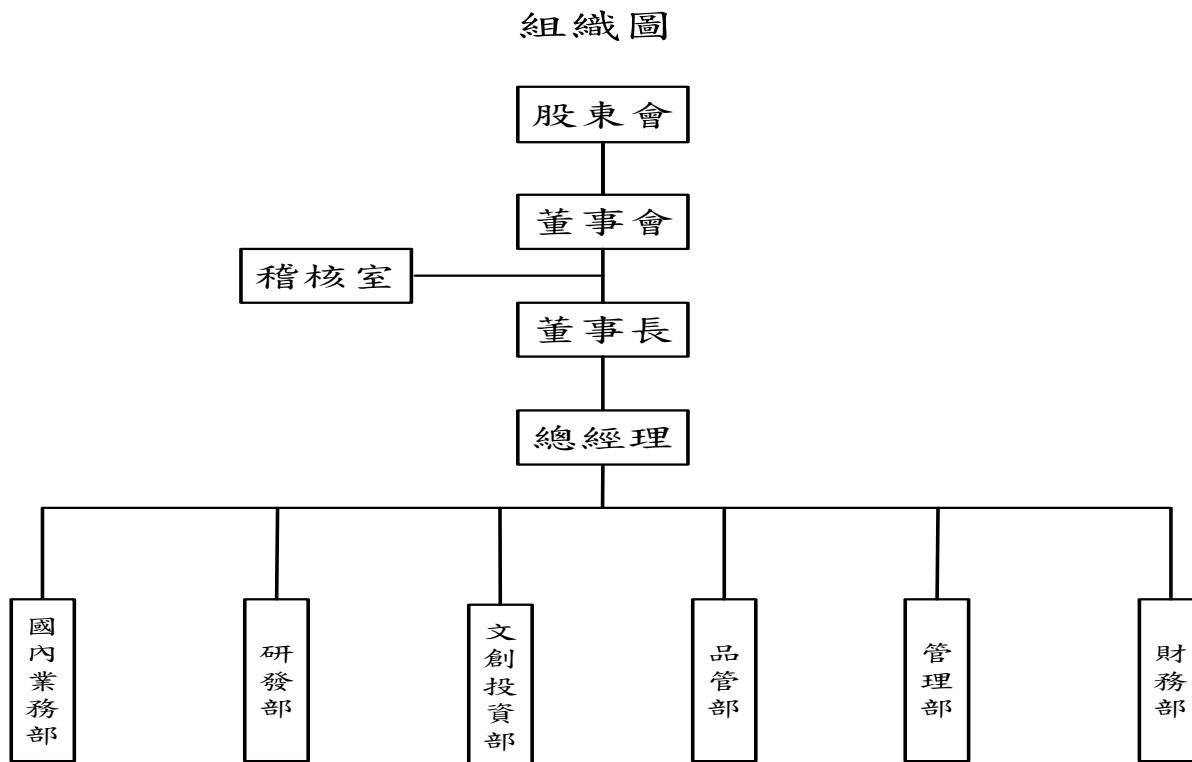 組織圖
股東會
董事會
稽核室
董事長
總經理
國內業務部
研發部
文創投資部
品管部
管理部
財務部